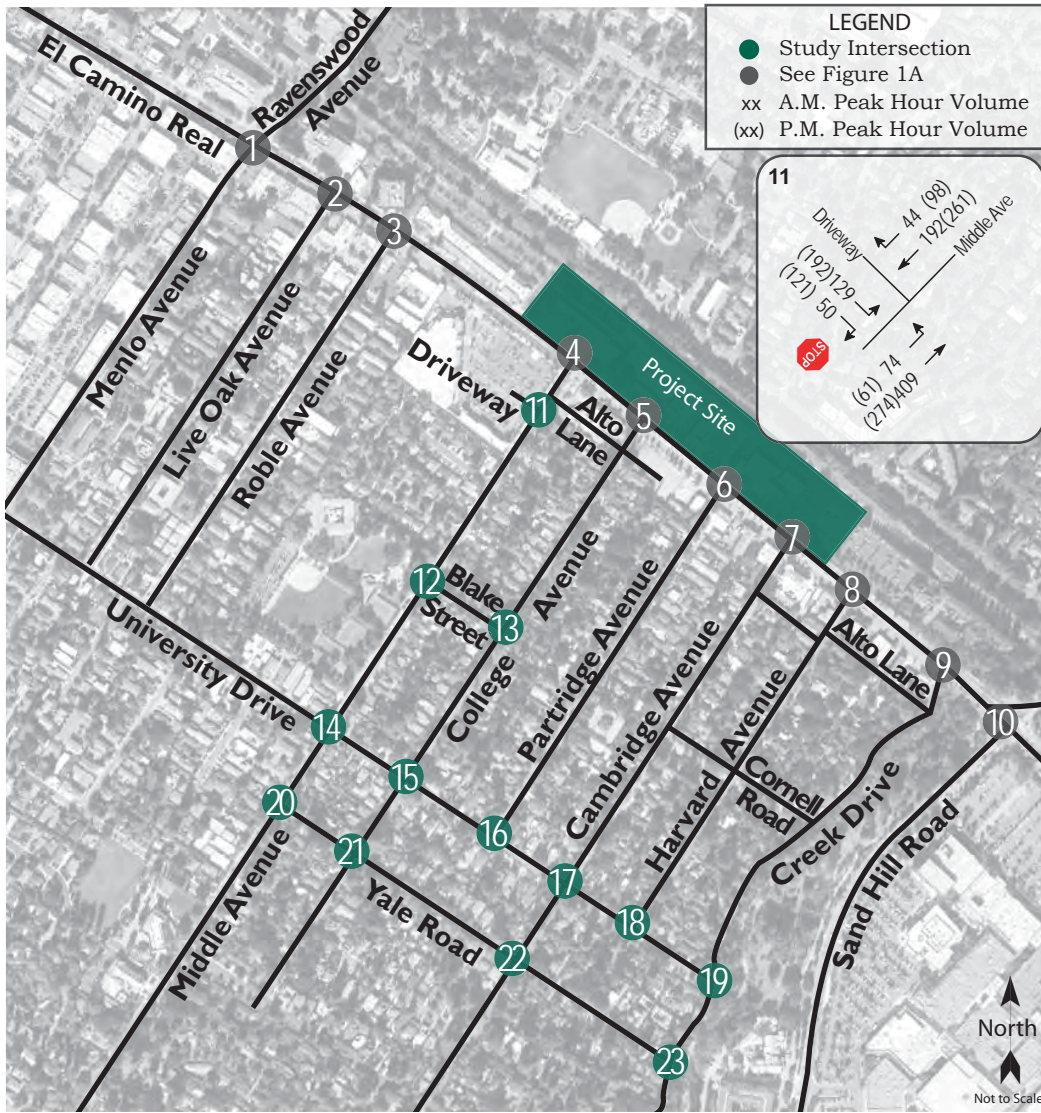 LEGEND
Study Intersection
See Figure 1A
xx A.M. Peak Hour Volume
(xx) P.M. Peak Hour Volume
El Camino Real
Ravenswood
Avenue
1
2
3
11
Driveway
Middle Ave
44 (98)
192(261)
(192)129
(121) 50
STOP
(61) 74
(274)409
Menlo Avenue
Live Oak Avenue
Roble Avenue
Driveway
4
11
Alto
Lane
5
Project Site
6
7
8
Alto Lane
9
10
12
Blake
Street
13
College Avenue
Partridge Avenue
Cambridge Avenue
Harvard Avenue
Cornell
Road
Creek Drive
Sand Hill Road
University Drive
14
15
16
17
18
19
20
21
Yale Road
22
23
Middle Avenue
North
Not to Scale